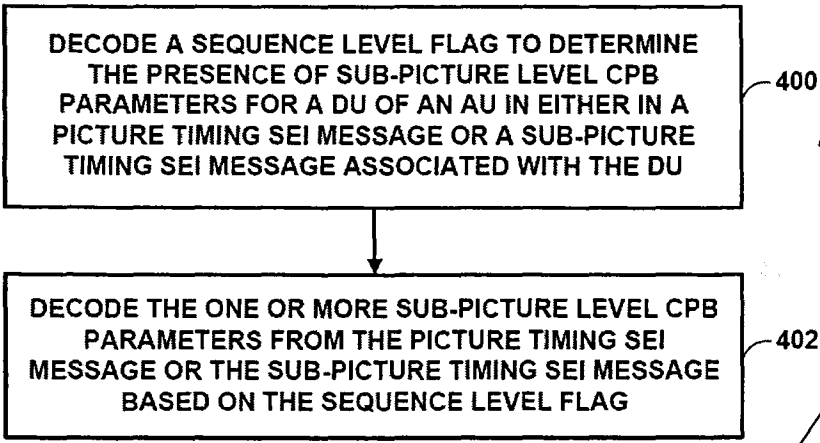 DECODE A SEQUENCE LEVEL FLAG TO DETERMINE
THE PRESENCE OF SUB-PICTURE LEVEL CPB
PARAMETERS FOR A DU OF AN AU IN EITHER IN A
PICTURE TIMING SEI MESSAGE OR A SUB-PICTURE
TIMING SEI MESSAGE ASSOCIATED WITH THE DU
400
DECODE THE ONE OR MORE SUB-PICTURE LEVEL CPB
PARAMETERS FROM THE PICTURE TIMING SEI
MESSAGE OR THE SUB-PICTURE TIMING SEI MESSAGE
BASED ON THE SEQUENCE LEVEL FLAG
402